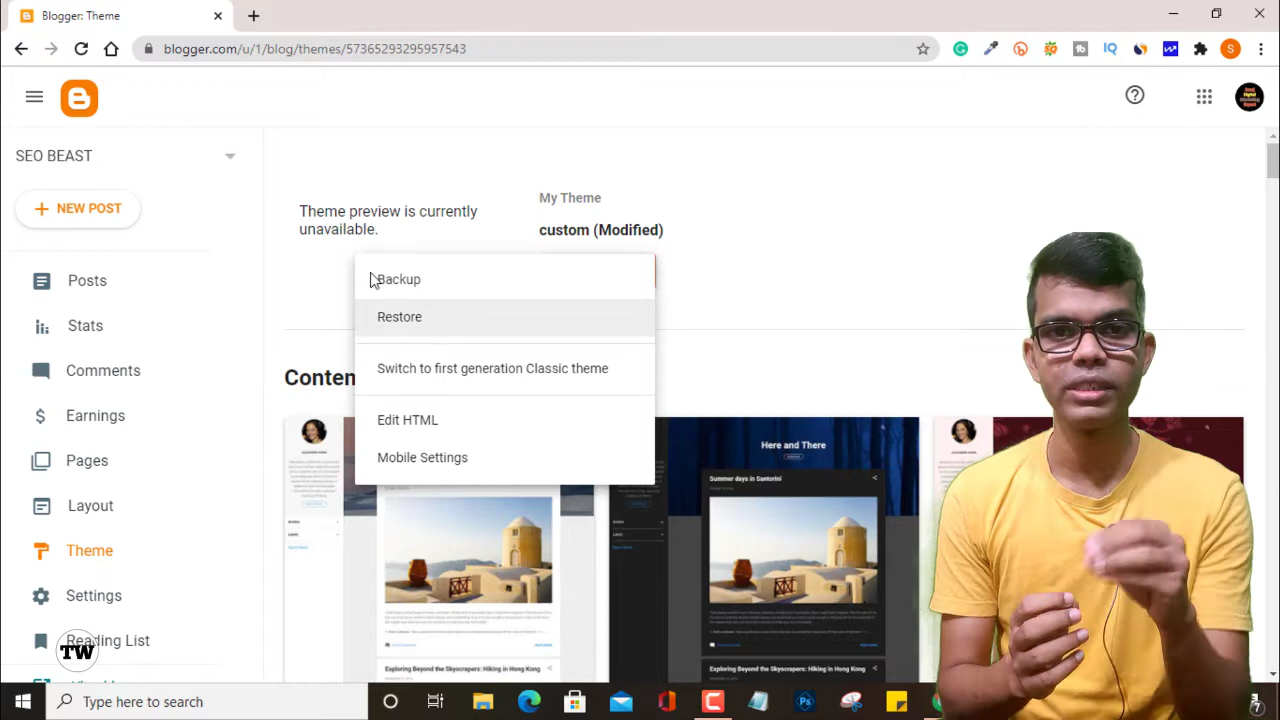 Blogger: Theme
blogger.com/u/1/blog/themes/57365293295957543
SEO BEAST
NEW POST
Posts
Stats
Comments
Earnings
Pages
Layout
Theme
Settings
Reading List
TW
Theme preview is currently
unavailable.
My Theme
custom (Modified)
Backup
Restore
Switch to first generation Classic theme
Edit HTML
Mobile Settings
Conten
Here and There
Summer days in Santorini
Exploring Beyond the Skyscrapers: Hiking in Hong Kong
Exploring Beyond the Skyscrapers: Hiking in Hong Kong
Type here to search